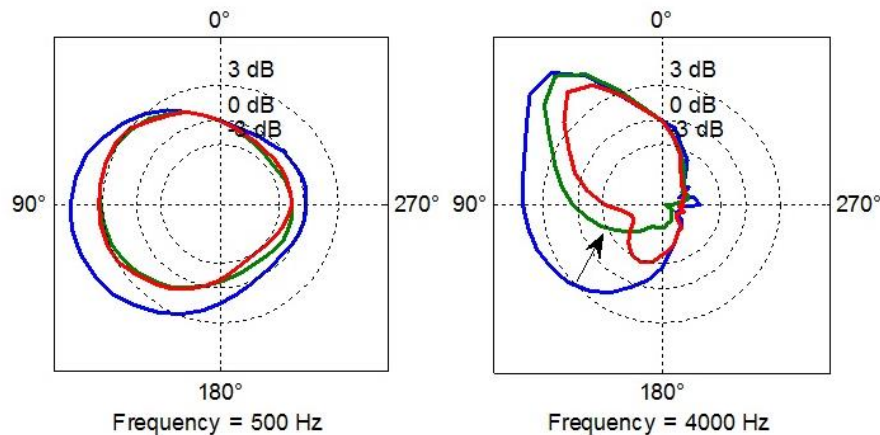 0°
3 dB
0 dB
-3 dB
90°
270°
180°
Frequency = 500 Hz
0°
3 dB
0 dB
-3 dB
90°
270°
180°
Frequency = 4000 Hz